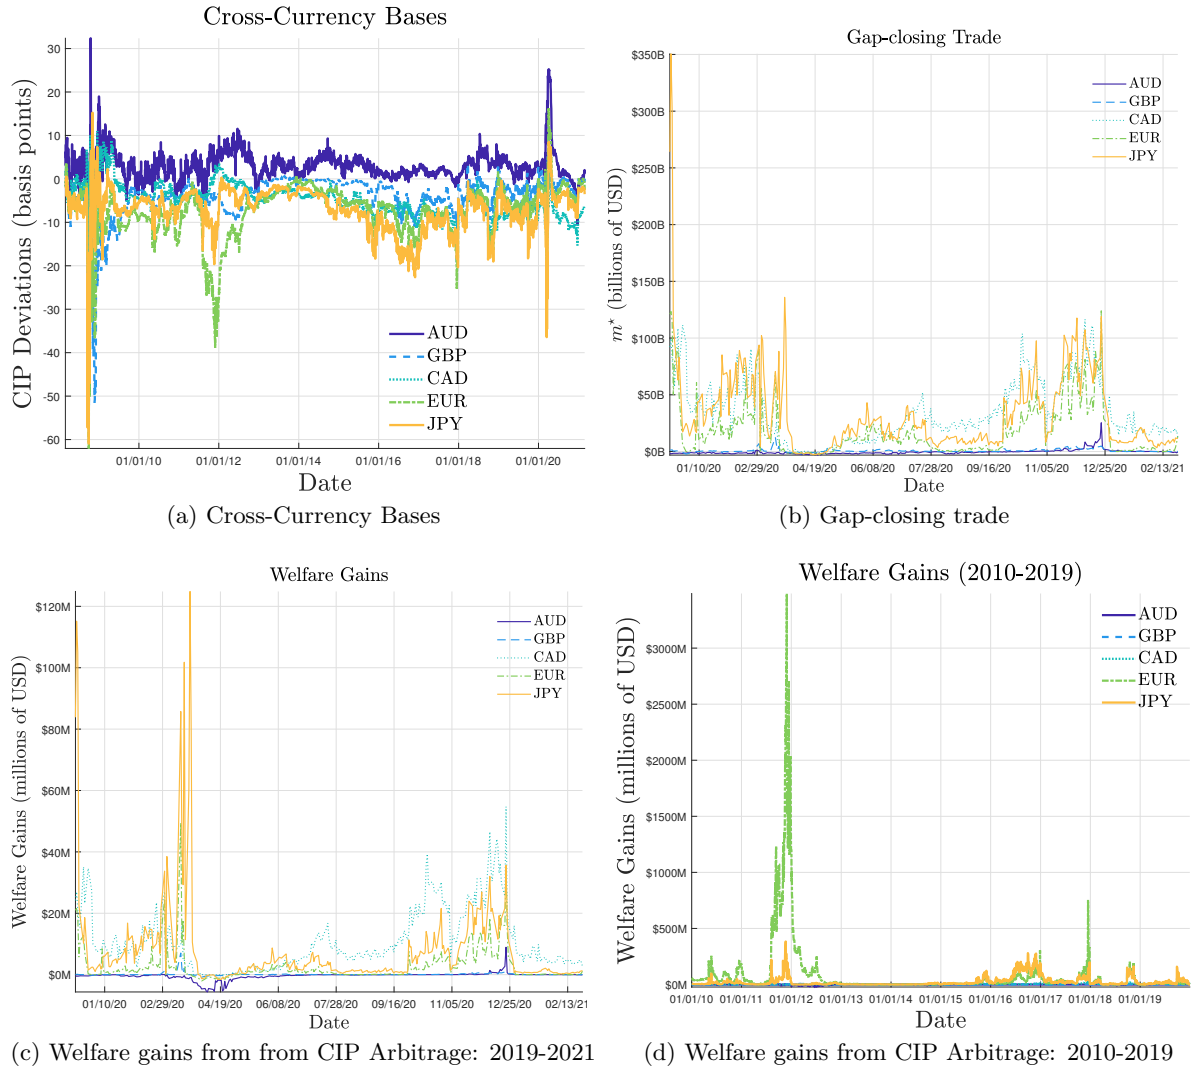 Cross-Currency Bases
CIP Deviations (basis points)
30
20
10
0
-10
-20
-30
-40
-50
-60
AUD
GBP
CAD
EUR
JPY
01/01/10 01/01/12 01/01/14 01/01/16 01/01/18 01/01/20
Date
(a) Cross-Currency Bases
Gap-closing Trade
m* (billions of USD)
$350B
$300B
$250B
$200B
$150B
$100B
$50B
$0B
AUD
GBP
CAD
EUR
JPY
01/10/20 02/29/20 04/19/20 06/08/20 07/28/20 09/16/20 11/05/20 12/25/20 02/13/21
Date
(b) Gap-closing trade
Welfare Gains
Welfare Gains (millions of USD)
$120M
$100M
$80M
$60M
$40M
$20M
$0M
AUD
GBP
CAD
EUR
JPY
01/10/20 02/29/20 04/19/20 06/08/20 07/28/20 09/16/20 11/05/20 12/25/20 02/13/21
Date
(c) Welfare gains from from CIP Arbitrage: 2019-2021
Welfare Gains (2010-2019)
Welfare Gains (millions of USD)
$3000M
$2500M
$2000M
$1500M
$1000M
$500M
$0M
AUD
GBP
CAD
EUR
JPY
01/01/10 01/01/11 01/01/12 01/01/13 01/01/14 01/01/15 01/01/16 01/01/17 01/01/18 01/01/19
Date
(d) Welfare gains from CIP Arbitrage: 2010-2019